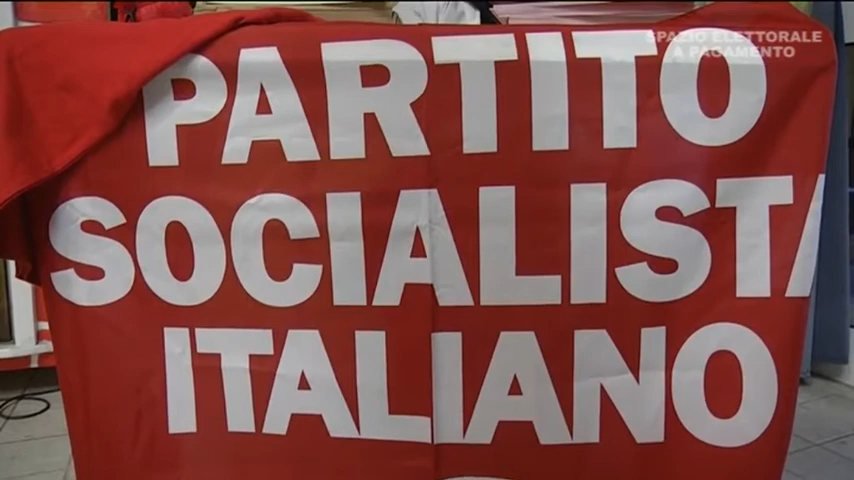 SPAZIO ELETTORALE
A PAGAMENTO
PARTITO
SOCIALISTA
ITALIANO